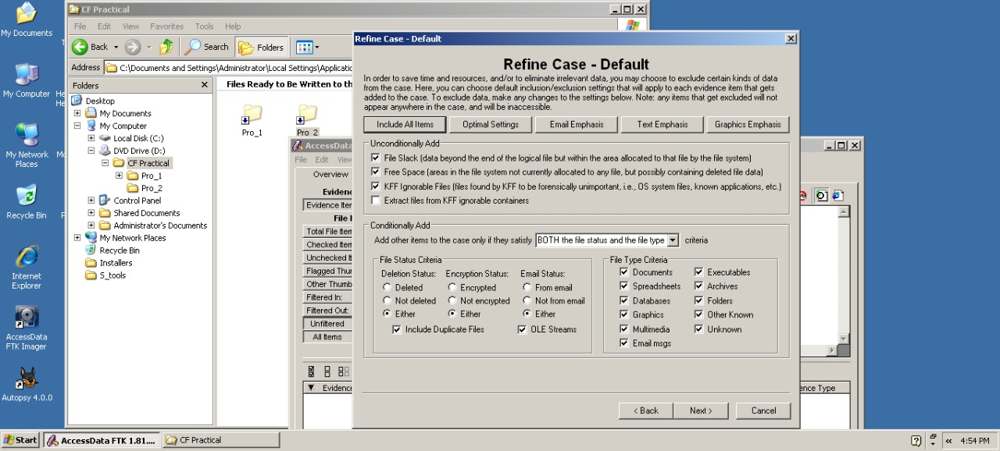 My Documents
My Computer
My Network
Places
Recycle Bin
Internet
Explorer
AccessData
FTK Imager
Autopsy 4.0.0
CF Practical
File Edit View Favorites Tools Help
Back Search Folders
Address C:\Documents and Settings\Administrator\Local Settings\Applicatio
Folders
Desktop
My Documents
My Computer
Local Disk (C:)
DVD Drive (D:)
CF Practical
Pro_1
Pro_2
Control Panel
Shared Documents
Administrator's Documents
My Network Places
Recycle Bin
Installers
S_tools
Files Ready to Be Written to th
Pro_1
Pro_2
AccessData
File Edit Vie
Overview
Evidenc
Evidence Iter
File I
Total File Item
Checked Item
Unchecked It
Flagged Thur
Other Thumb
Filtered In:
Filtered Out:
Unfiltered
All Items
Evidenc
ence Type
Refine Case - Default
Refine Case - Default
In order to save time and resources, and/or to eliminate irrelevant data, you may choose to exclude certain kinds of data
from the case. Here, you can choose default inclusion/exclusion settings that will apply to each evidence item that gets
added to the case. To exclude data, make any changes to the settings below. Note: any items that get excluded will not
appear anywhere in the case, and will be inaccessible.
Include All Items Optimal Settings Email Emphasis Text Emphasis Graphics Emphasis
Unconditionally Add
File Slack (data beyond the end of the logical file but within the area allocated to that file by the file system)
Free Space (areas in the file system not currently allocated to any file, but possibly containing deleted file data)
KFF Ignorable Files (files found by KFF to be forensically unimportant, i.e., OS system files, known applications, etc.)
Extract files from KFF ignorable containers
Conditionally Add
Add other items to the case only if they satisfy BOTH the file status and the file type criteria
File Status Criteria
Deletion Status: Encryption Status: Email Status:
Deleted Encrypted From email
Not deleted Not encrypted Not from email
Either Either Either
Include Duplicate Files OLE Streams
File Type Criteria
Documents Executables
Spreadsheets Archives
Databases Folders
Graphics Other Known
Multimedia Unknown
Email msgs
< Back Next > Cancel
Start AccessData FTK 1.81.... CF Practical 4:54 PM